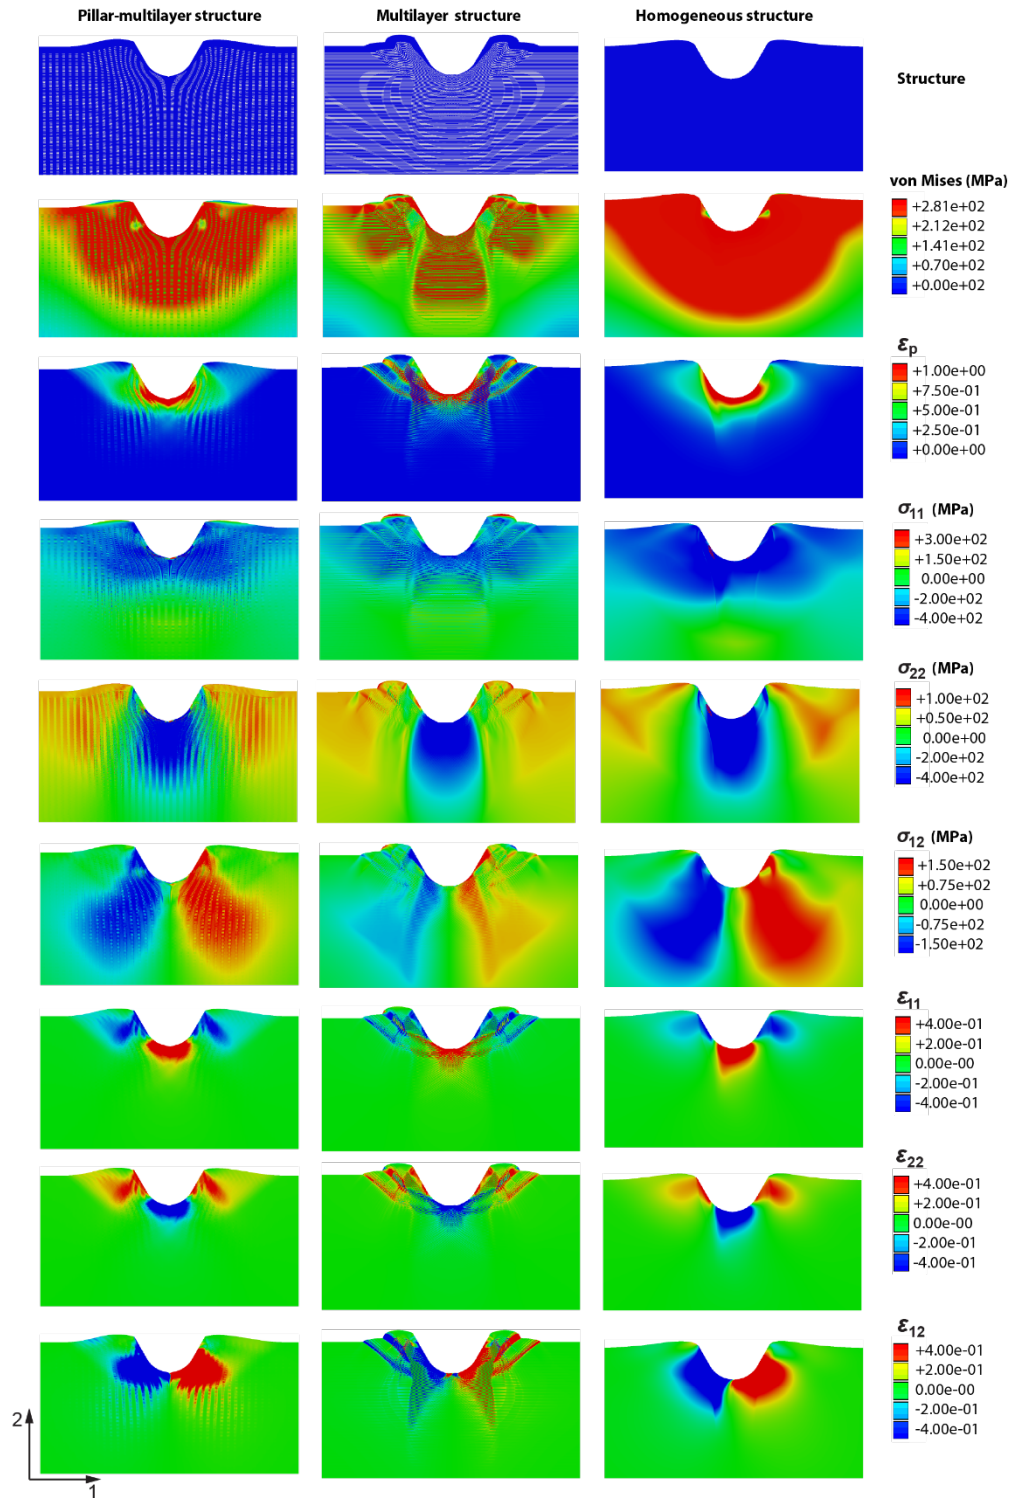 Pillar-multilayer structure
Multilayer structure
Homogeneous structure
Structure
von Mises (MPa)
+2.81e+02
+2.12e+02
+1.41e+02
+0.70e+02
+0.00e+02
εp
+1.00e+00
+7.50e-01
+5.00e-01
+2.50e-01
+0.00e+00
σ11 (MPa)
+3.00e+02
+1.50e+02
0.00e+00
-2.00e+02
-4.00e+02
σ22 (MPa)
+1.00e+02
+0.50e+02
0.00e+00
-2.00e+02
-4.00e+02
σ12 (MPa)
+1.50e+02
+0.75e+02
0.00e+00
-0.75e+02
-1.50e+02
ε11
+4.00e-01
+2.00e-01
0.00e-00
-2.00e-01
-4.00e-01
ε22
+4.00e-01
+2.00e-01
0.00e-00
-2.00e-01
-4.00e-01
ε12
+4.00e-01
+2.00e-01
0.00e-00
-2.00e-01
-4.00e-01
2
1